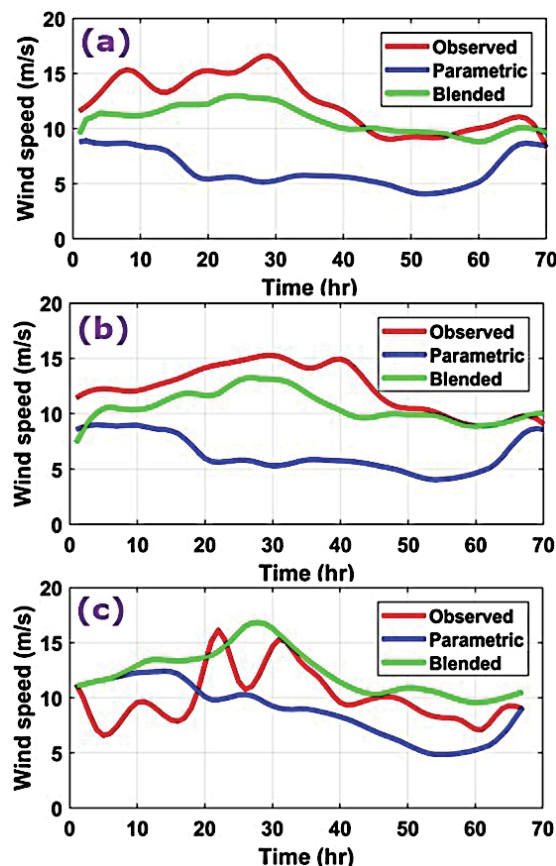 (a)
Observed
Parametric
Blended
Wind speed (m/s)
20
15
10
5
0
0 10 20 30 40 50 60 70
Time (hr)
(b)
Observed
Parametric
Blended
Wind speed (m/s)
20
15
10
5
0
0 10 20 30 40 50 60 70
Time (hr)
(c)
Observed
Parametric
Blended
Wind speed (m/s)
20
15
10
5
0
0 10 20 30 40 50 60 70
Time (hr)